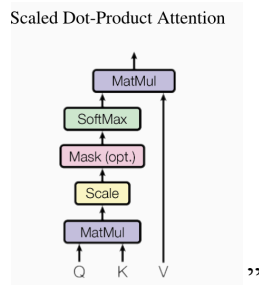 Scaled Dot-Product Attention
MatMul
SoftMax
Mask (opt.)
Scale
MatMul
Q K V
”